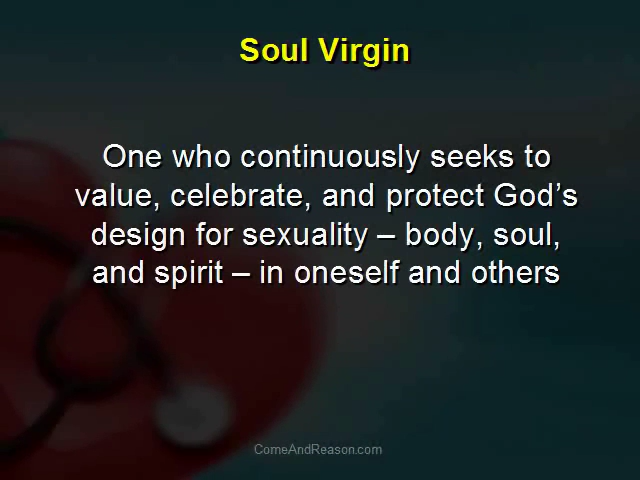 Soul Virgin
One who continuously seeks to
value, celebrate, and protect God’s
design for sexuality – body, soul,
and spirit – in oneself and others
ComeAndReason.com